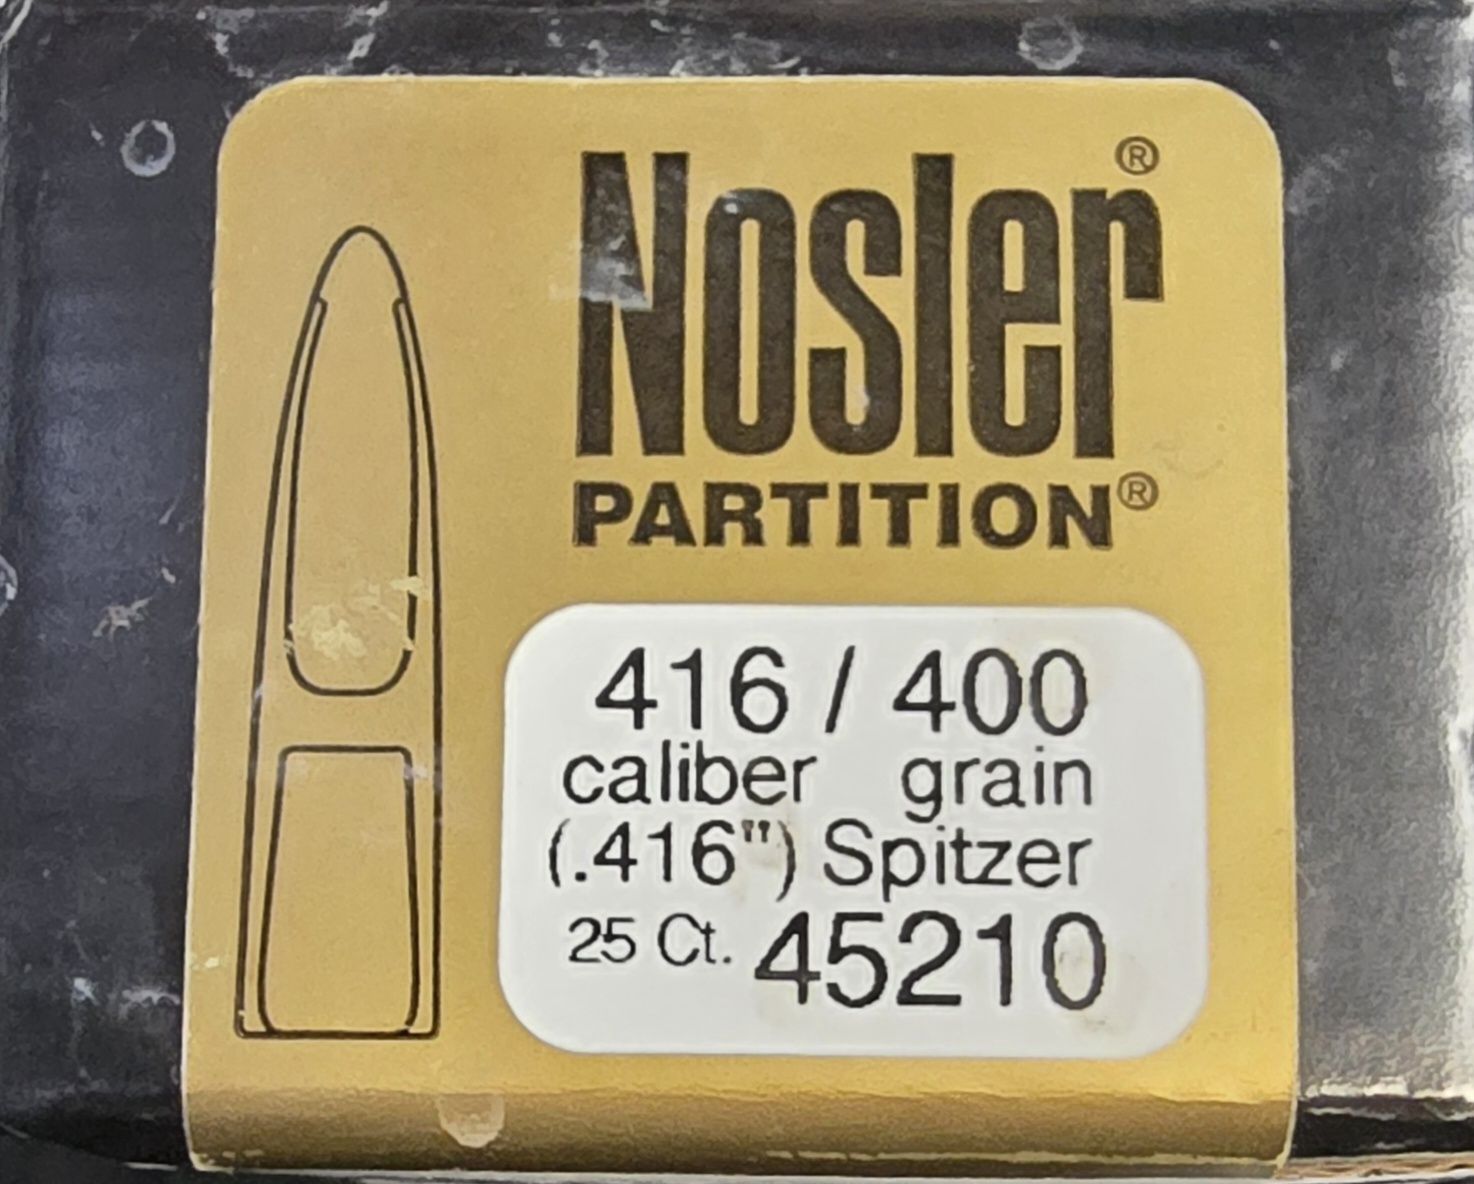 Nosler®
PARTITION®
416 / 400
caliber grain
(.416") Spitzer
25 Ct. 45210